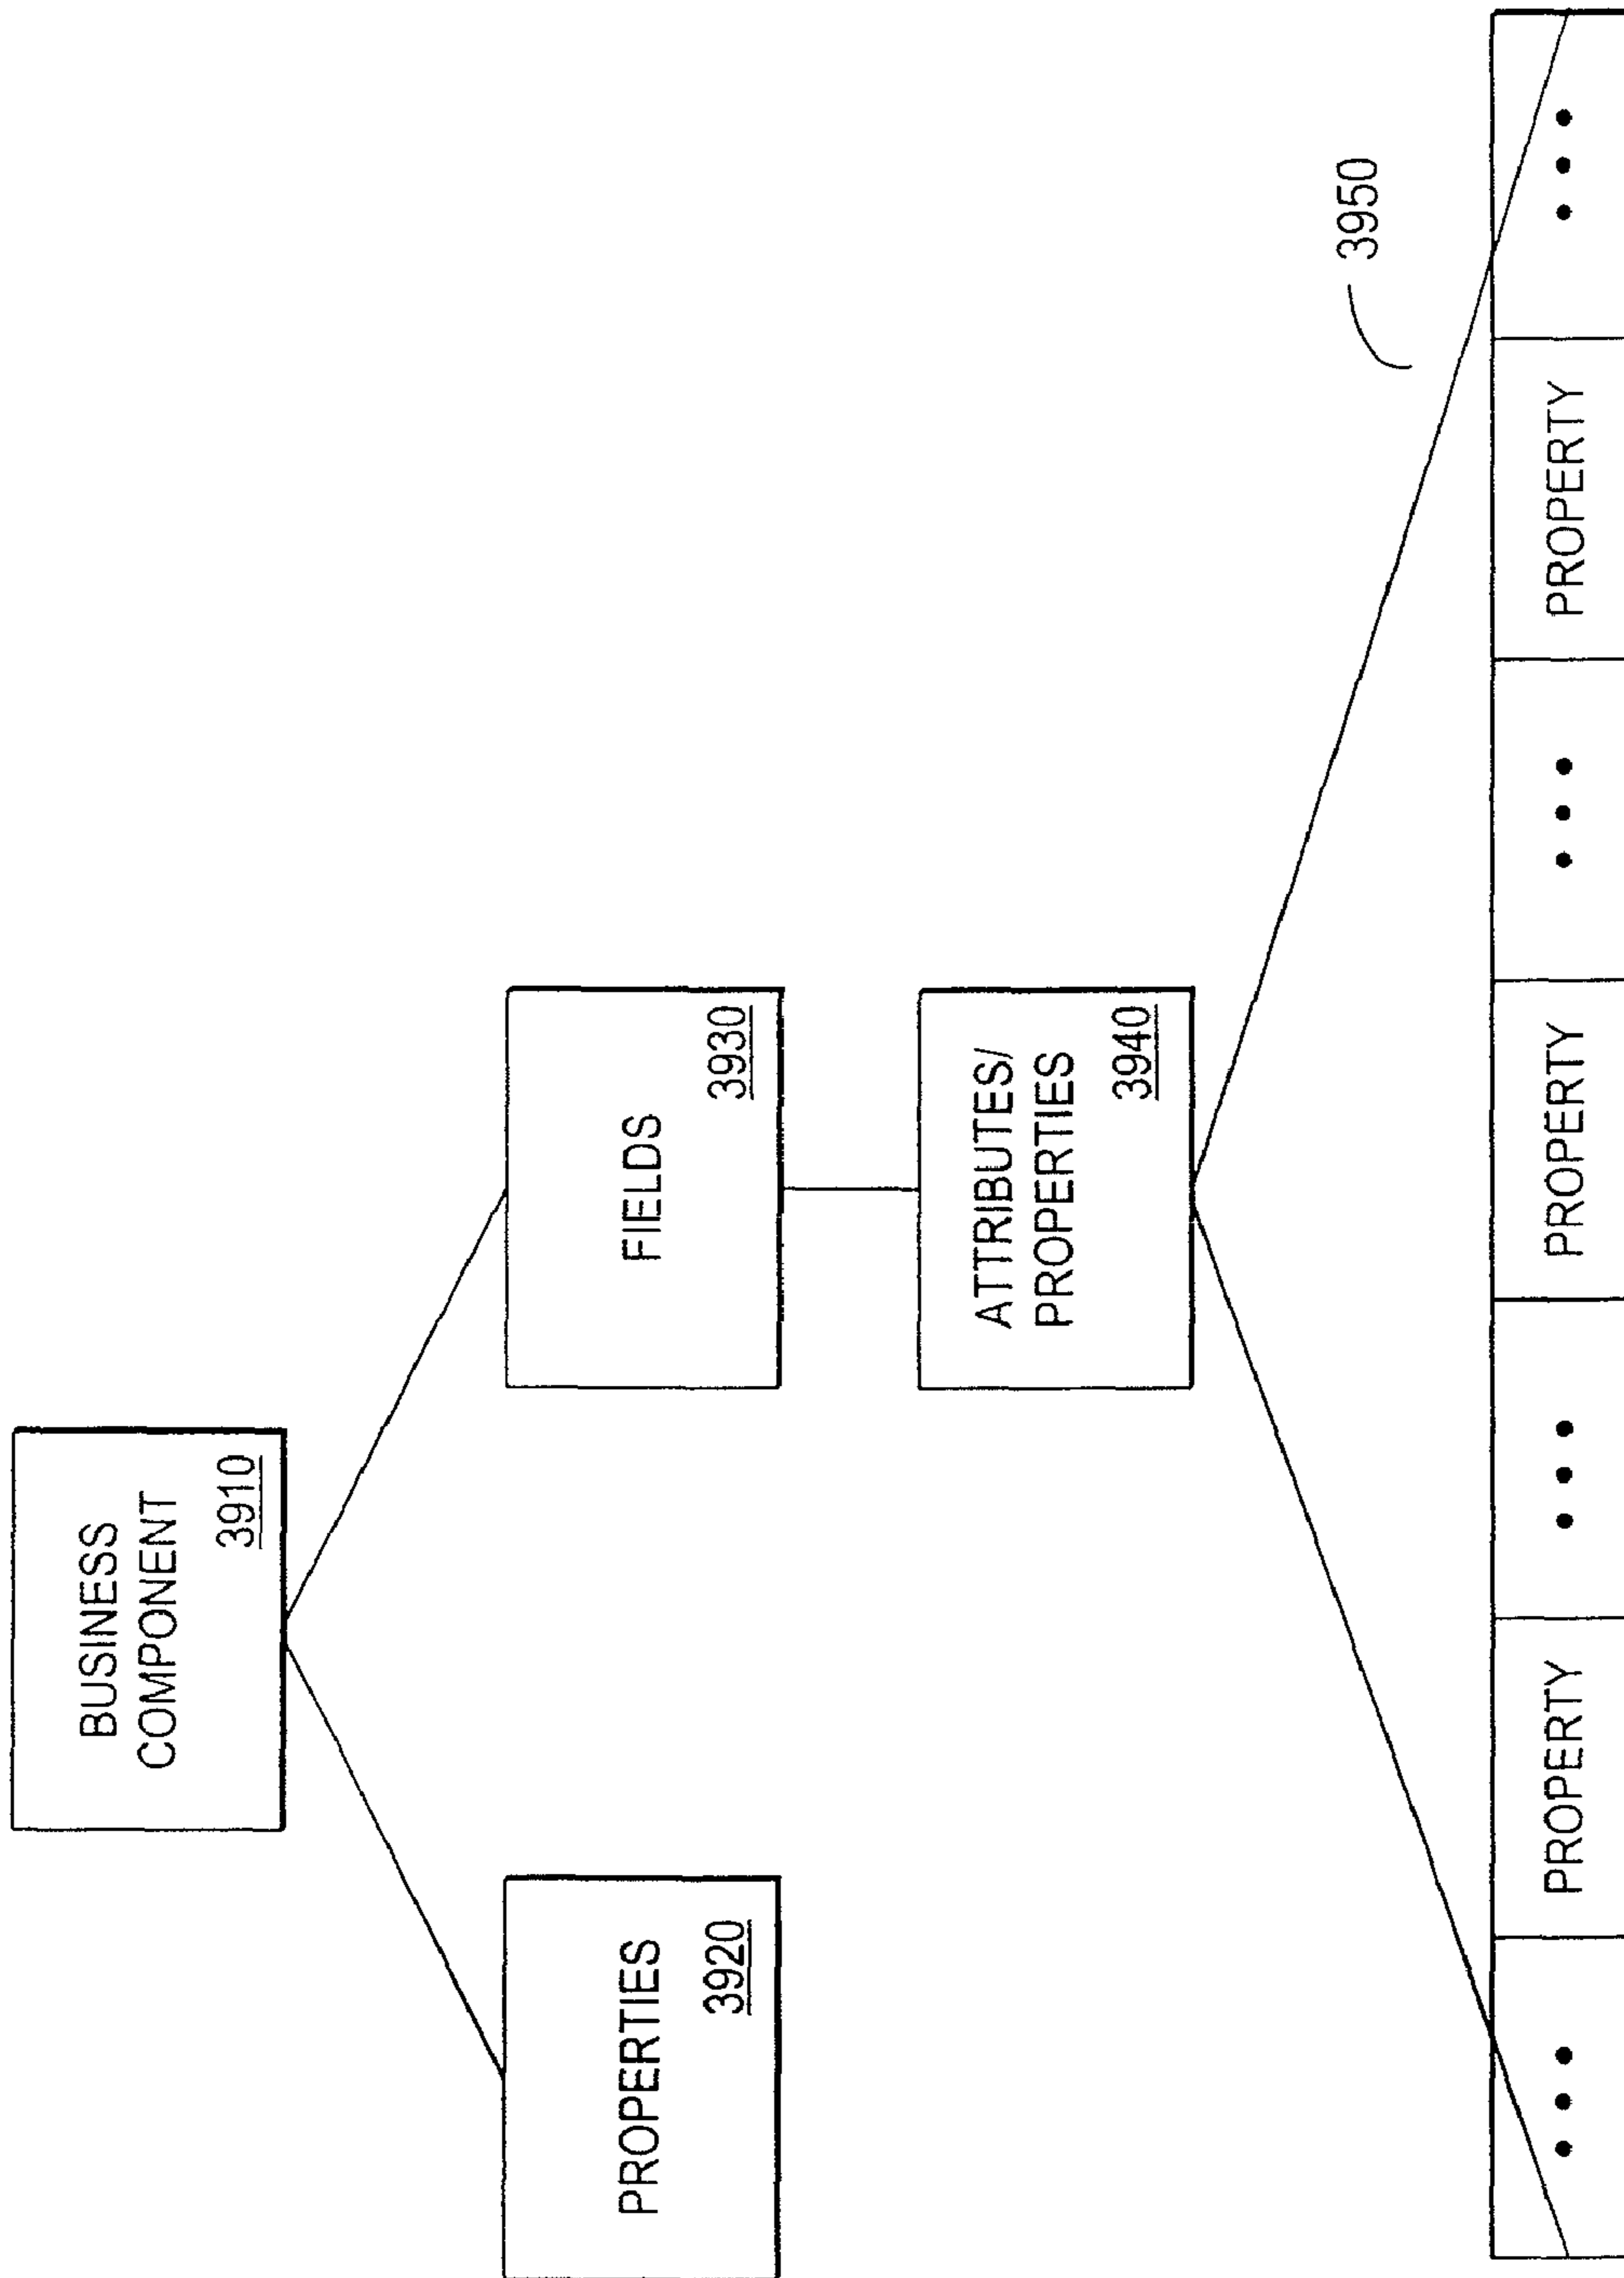 BUSINESS
COMPONENT
3910
PROPERTIES
3920
FIELDS
3930
ATTRIBUTES/
PROPERTIES
3940
3950
• • •
PROPERTY
• • •
PROPERTY
• • •
PROPERTY
• • •